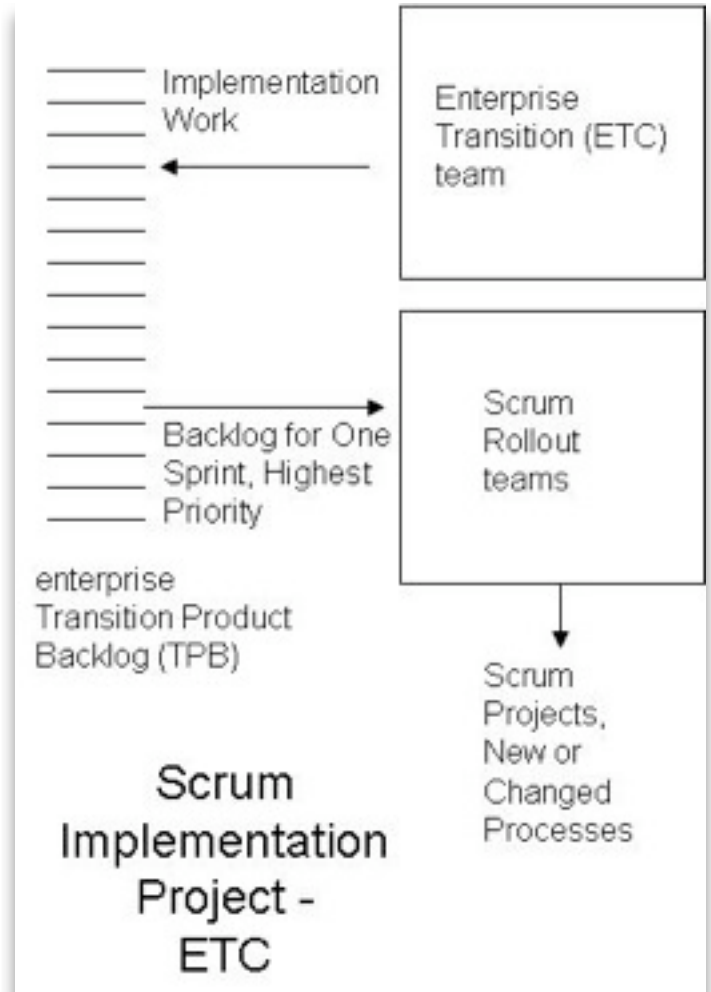 Implementation
Work
Enterprise
Transition (ETC)
team
Backlog for One
Sprint, Highest
Priority
Scrum
Rollout
teams
enterprise
Transition Product
Backlog (TPB)
Scrum
Projects,
New or
Changed
Processes
Scrum
Implementation
Project -
ETC